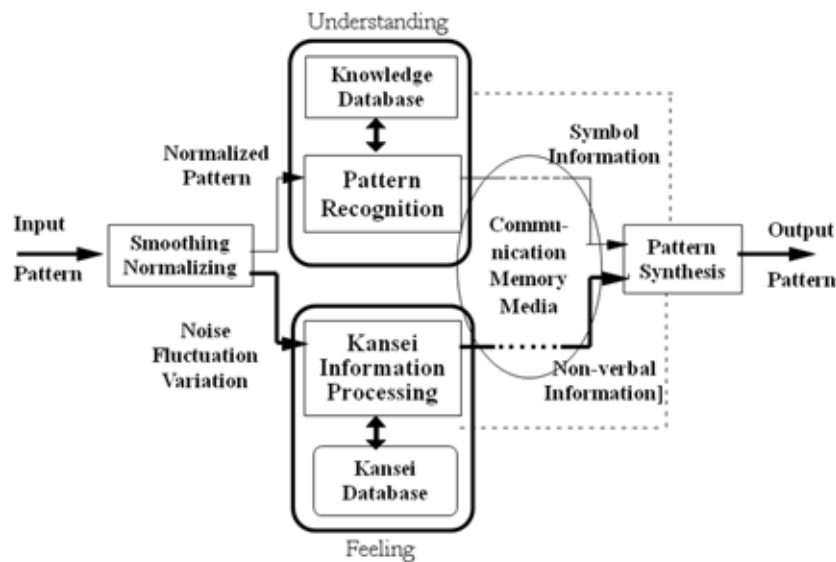 Understanding
Knowledge
Database
Normalized
Pattern
Pattern
Recognition
Symbol
Information
Input
Pattern
Smoothing
Normalizing
Commu-
nication
Memory
Media
Pattern
Synthesis
Output
Pattern
Noise
Fluctuation
Variation
Kansei
Information
Processing
Non-verbal
Information]
Kansei
Database
Feeling